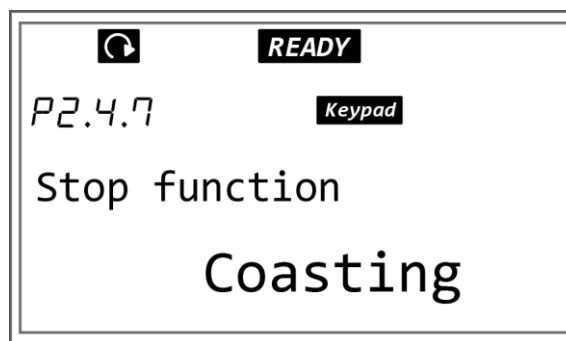 READY
P2.4.7
Keypad
Stop function
Coasting